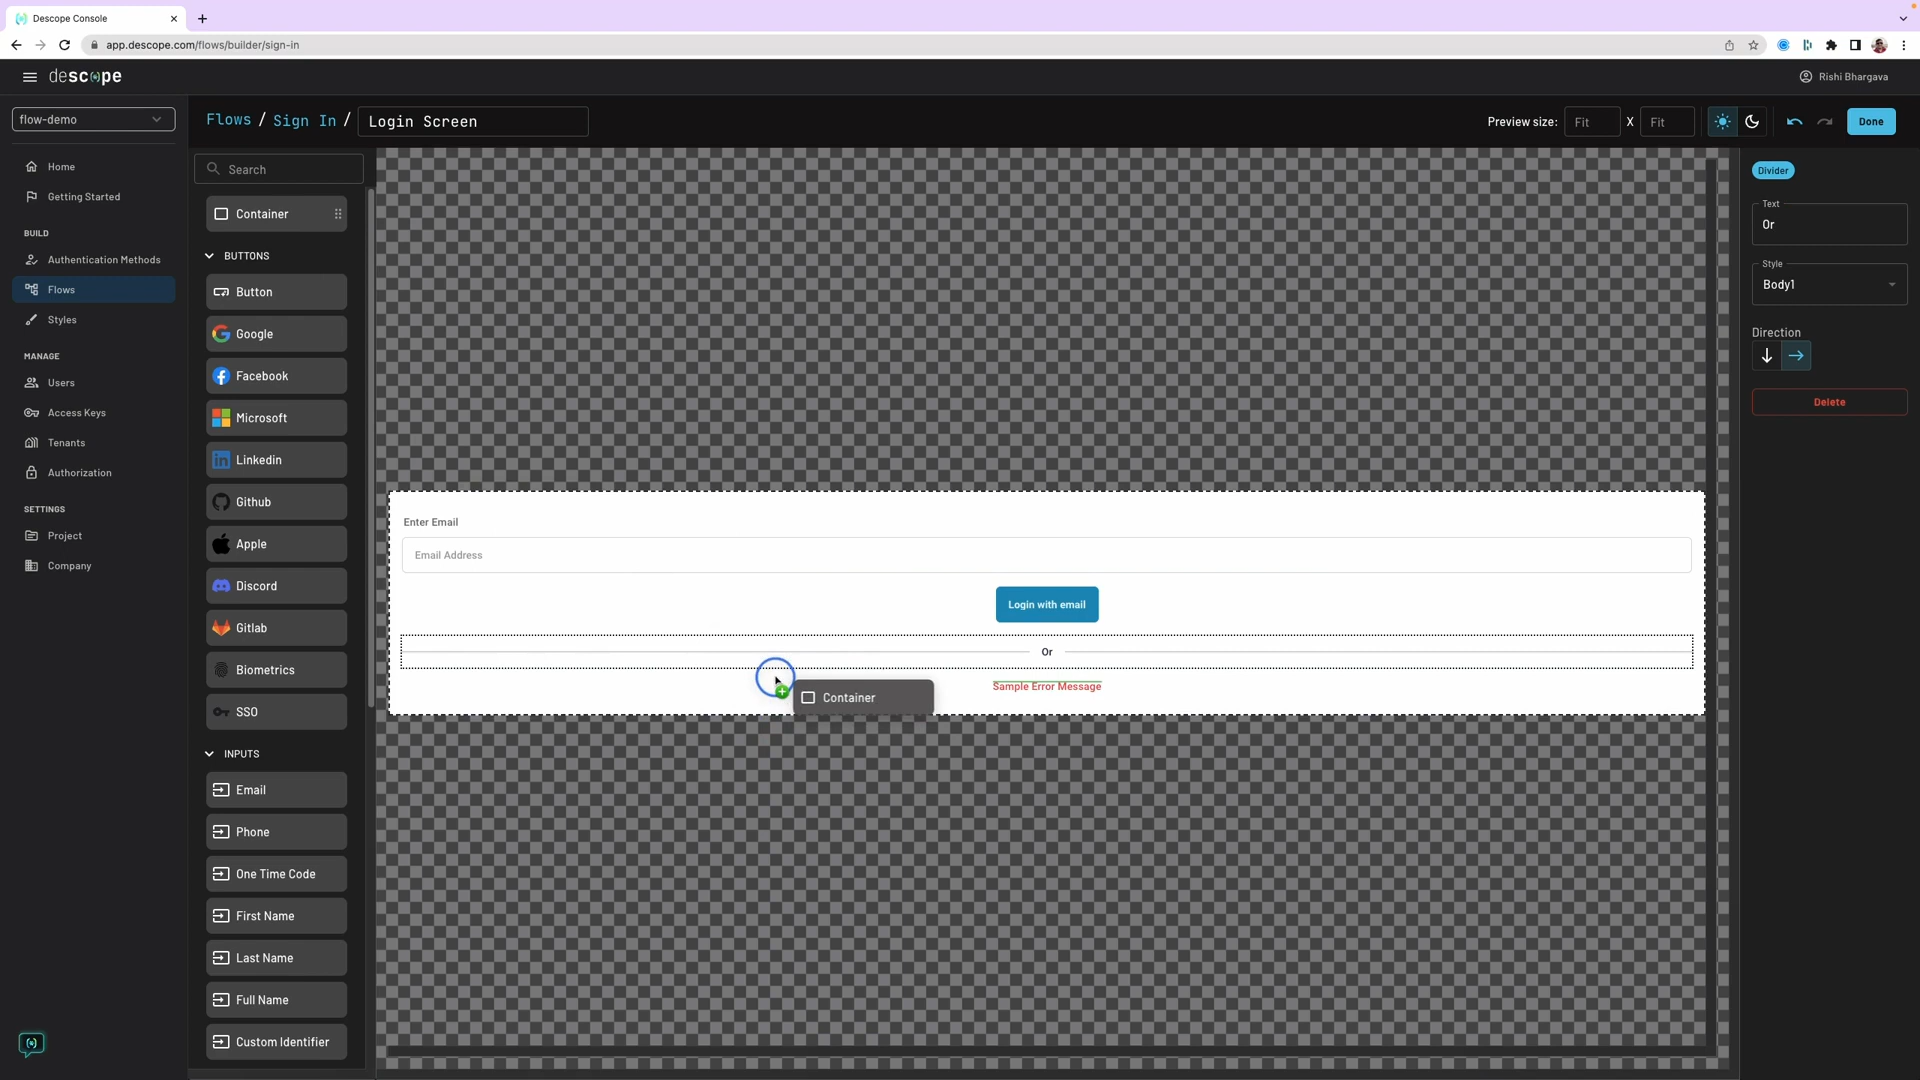 Descope Console
app.descope.com/flows/builder/sign-in
descope
Rishi Bhargava
flow-demo
Flows / Sign In / Login Screen
Preview size: Fit X Fit
Done
Home
Getting Started
BUILD
Authentication Methods
Flows
Styles
MANAGE
Users
Access Keys
Tenants
Authorization
SETTINGS
Project
Company
Search
Container
BUTTONS
Button
Google
Facebook
Microsoft
Linkedin
Github
Apple
Discord
Gitlab
Biometrics
SSO
INPUTS
Email
Phone
One Time Code
First Name
Last Name
Full Name
Custom Identifier
Enter Email
Email Address
Login with email
Or
Sample Error Message
Container
Divider
Text
Or
Style
Body1
Direction
Delete